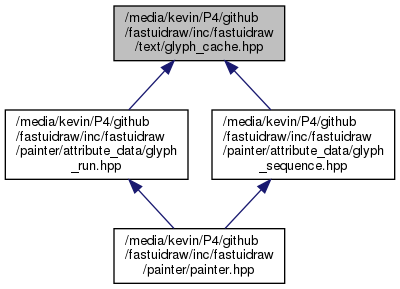 /media/kevin/P4/github
/fastuidraw/inc/fastuidraw
/text/glyph_cache.hpp
/media/kevin/P4/github
/fastuidraw/inc/fastuidraw
/painter/attribute_data/glyph
_run.hpp
/media/kevin/P4/github
/fastuidraw/inc/fastuidraw
/painter/attribute_data/glyph
_sequence.hpp
/media/kevin/P4/github
/fastuidraw/inc/fastuidraw
/painter/painter.hpp